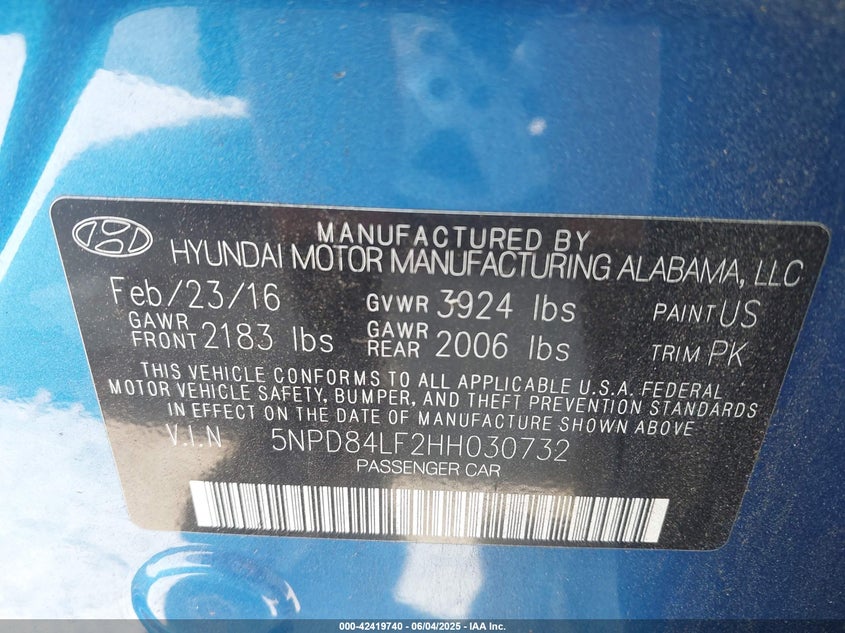 MANUFACTURED BY
HYUNDAI MOTOR MANUFACTURING ALABAMA, LLC
Feb/23/16 GVWR 3924 lbs PAINT US
GAWR FRONT 2183 lbs GAWR REAR 2006 lbs TRIM PK
THIS VEHICLE CONFORMS TO ALL APPLICABLE U.S.A. FEDERAL
MOTOR VEHICLE SAFETY, BUMPER, AND THEFT PREVENTION STANDARDS
IN EFFECT ON THE DATE OF MANUFACTURE SHOWN ABOVE
V.I.N 5NPD84LF2HH030732
PASSENGER CAR
000-42419740 - 06/04/2025 - IAA Inc.